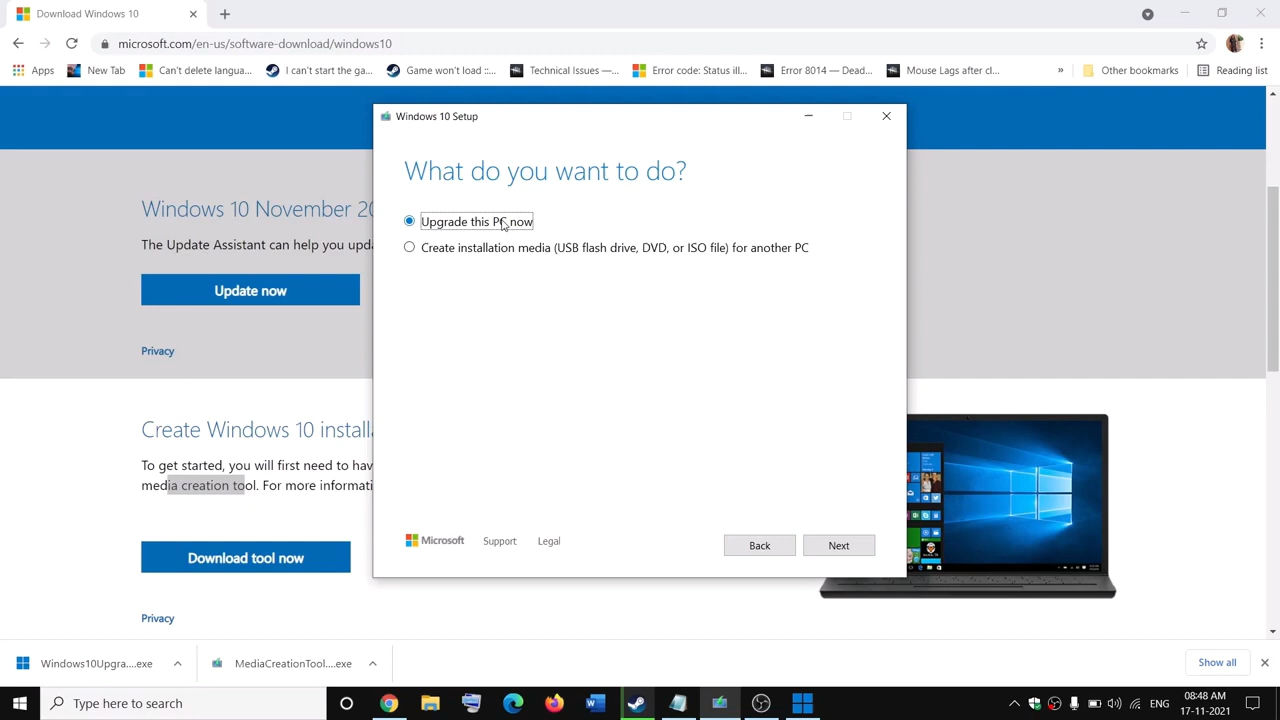 Download Windows 10
microsoft.com/en-us/software-download/windows10
Apps
New Tab
Can't delete langua...
I can't start the ga...
Game won't load ::...
Technical Issues —...
Error code: Status ill...
Error 8014 — Dead...
Mouse Lags after cl...
»
Other bookmarks
Reading list
Windows 10 Setup
What do you want to do?
Upgrade this PC now
Create installation media (USB flash drive, DVD, or ISO file) for another PC
Microsoft
Support
Legal
Back
Next
Windows 10 November 20
The Update Assistant can help you upda
Update now
Privacy
Create Windows 10 installa
To get started, you will first need to hav
media creation tool. For more informati
Download tool now
Privacy
Windows10Upgra....exe
MediaCreationTool....exe
Show all
Type here to search
ENG
08:48 AM
17-11-2021